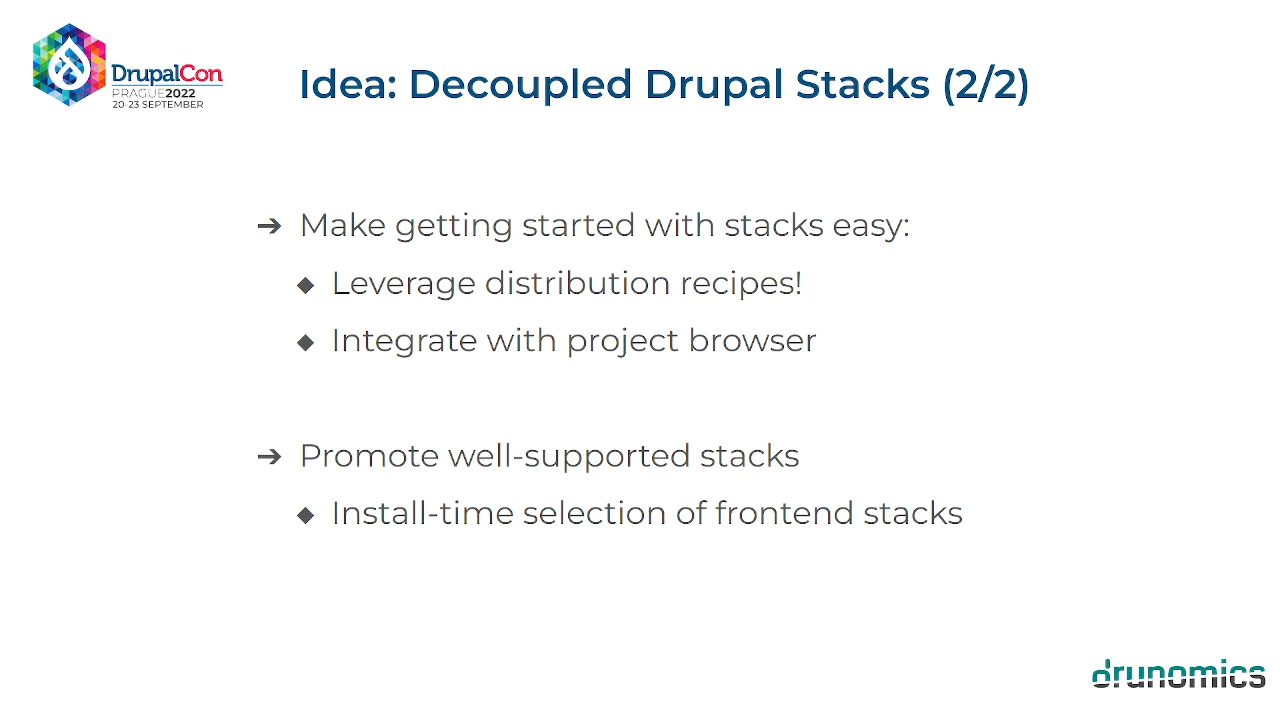 DrupalCon
PRAGUE2022
20-23 SEPTEMBER
Idea: Decoupled Drupal Stacks (2/2)
➔ Make getting started with stacks easy:
◆ Leverage distribution recipes!
◆ Integrate with project browser
➔ Promote well-supported stacks
◆ Install-time selection of frontend stacks
drunomics